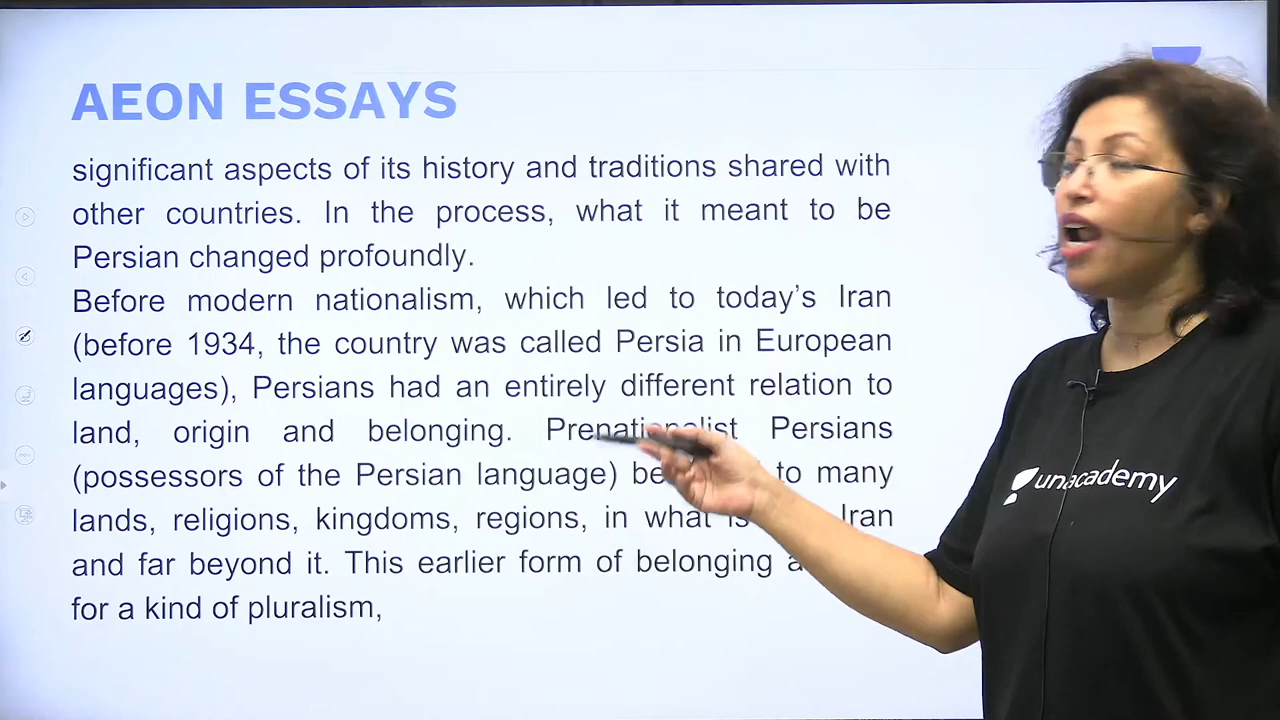 AEON ESSAYS
significant aspects of its history and traditions shared with
other countries. In the process, what it meant to be
Persian changed profoundly.
Before modern nationalism, which led to today's Iran
(before 1934, the country was called Persia in European
languages), Persians had an entirely different relation to
land, origin and belonging. Prenationalist Persians
(possessors of the Persian language) to many
lands, religions, kingdoms, regions, in what is Iran
and far beyond it. This earlier form of belonging
for a kind of pluralism,
unacademy